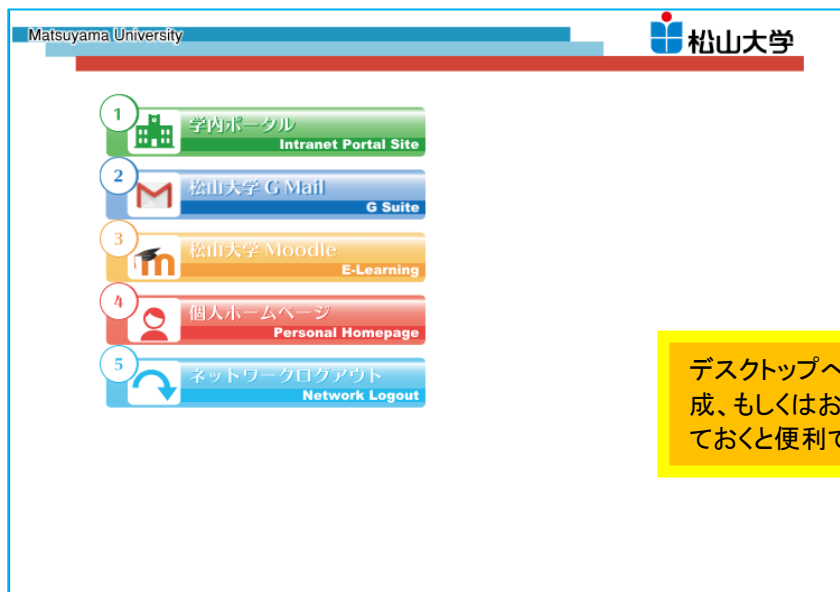 Matsuyama University
松山大学
1
学内ポータル
Intranet Portal Site
2
松山大学 G Mail
G Suite
3
松山大学 Moodle
E-Learning
4
個人ホームページ
Personal Homepage
5
ネットワークログアウト
Network Logout
デスクトップへ
成、もしくはお
ておくと便利で